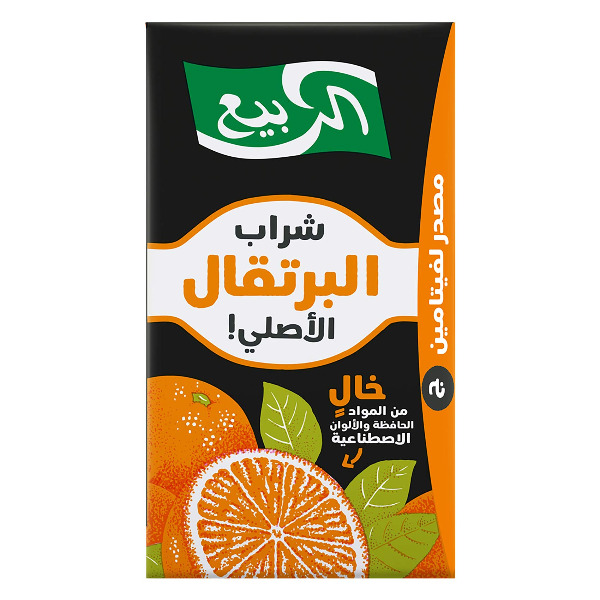 الربيع
شراب
البرتقال
الأصلي!
خالٍ
من المواد
الحافظة والألوان
الاصطناعية
مصدر لفيتامين ج